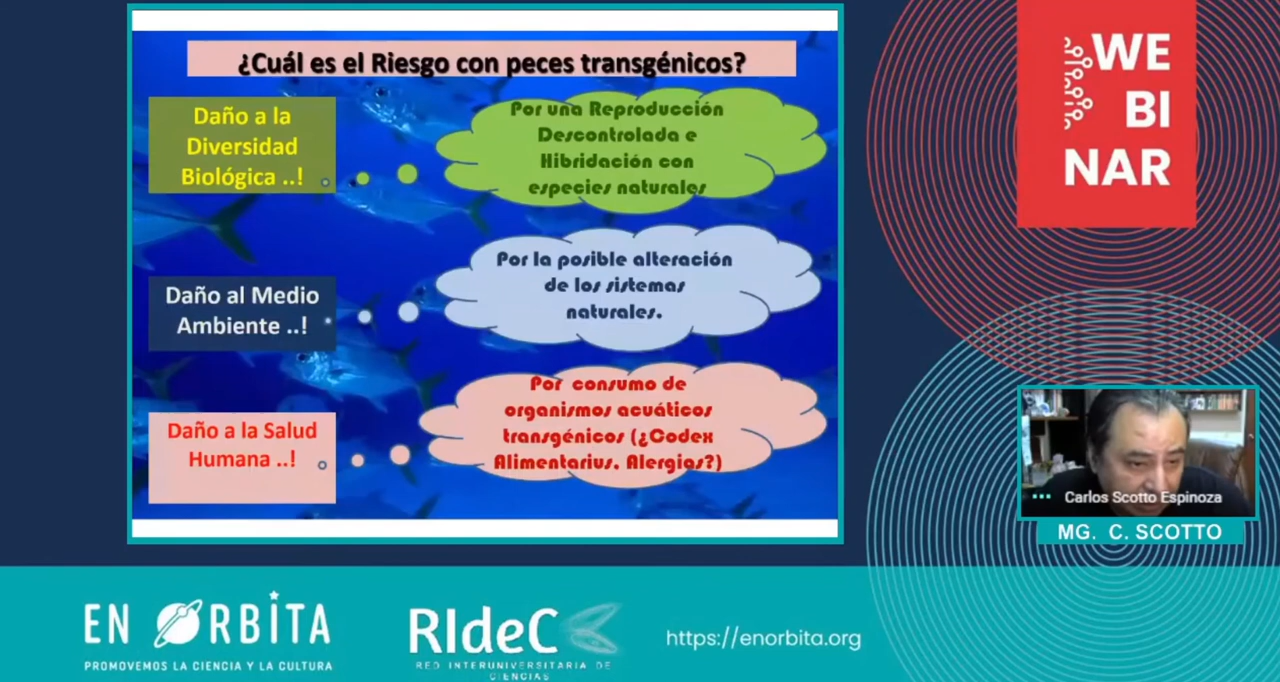 ¿Cuál es el Riesgo con peces transgénicos?
Daño a la
Diversidad
Biológica ..!
Por una Reproducción
Descontrolada e
Hibridación con
especies naturales
Daño al Medio
Ambiente ..!
Por la posible alteración
de los sistemas
naturales.
Daño a la Salud
Humana ..!
Por consumo de
organismos acuáticos
transgénicos (¿Codex
Alimentarius, Alergias?)
WE
BI
NAR
Carlos Scotto Espinoza
MG. C. SCOTTO
EN ORBITA
PROMOVEMOS LA CIENCIA Y LA CULTURA
RIdeC
RED INTERUNIVERSITARIA DE
CIENCIAS
https://enorbita.org